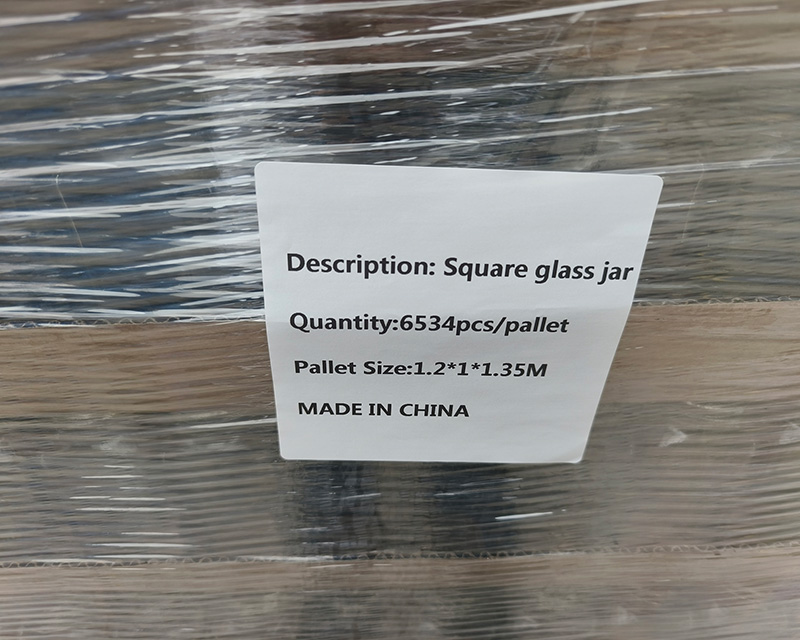 Description: Square glass jar
Quantity:6534pcs/pallet
Pallet Size:1.2*1*1.35M
MADE IN CHINA